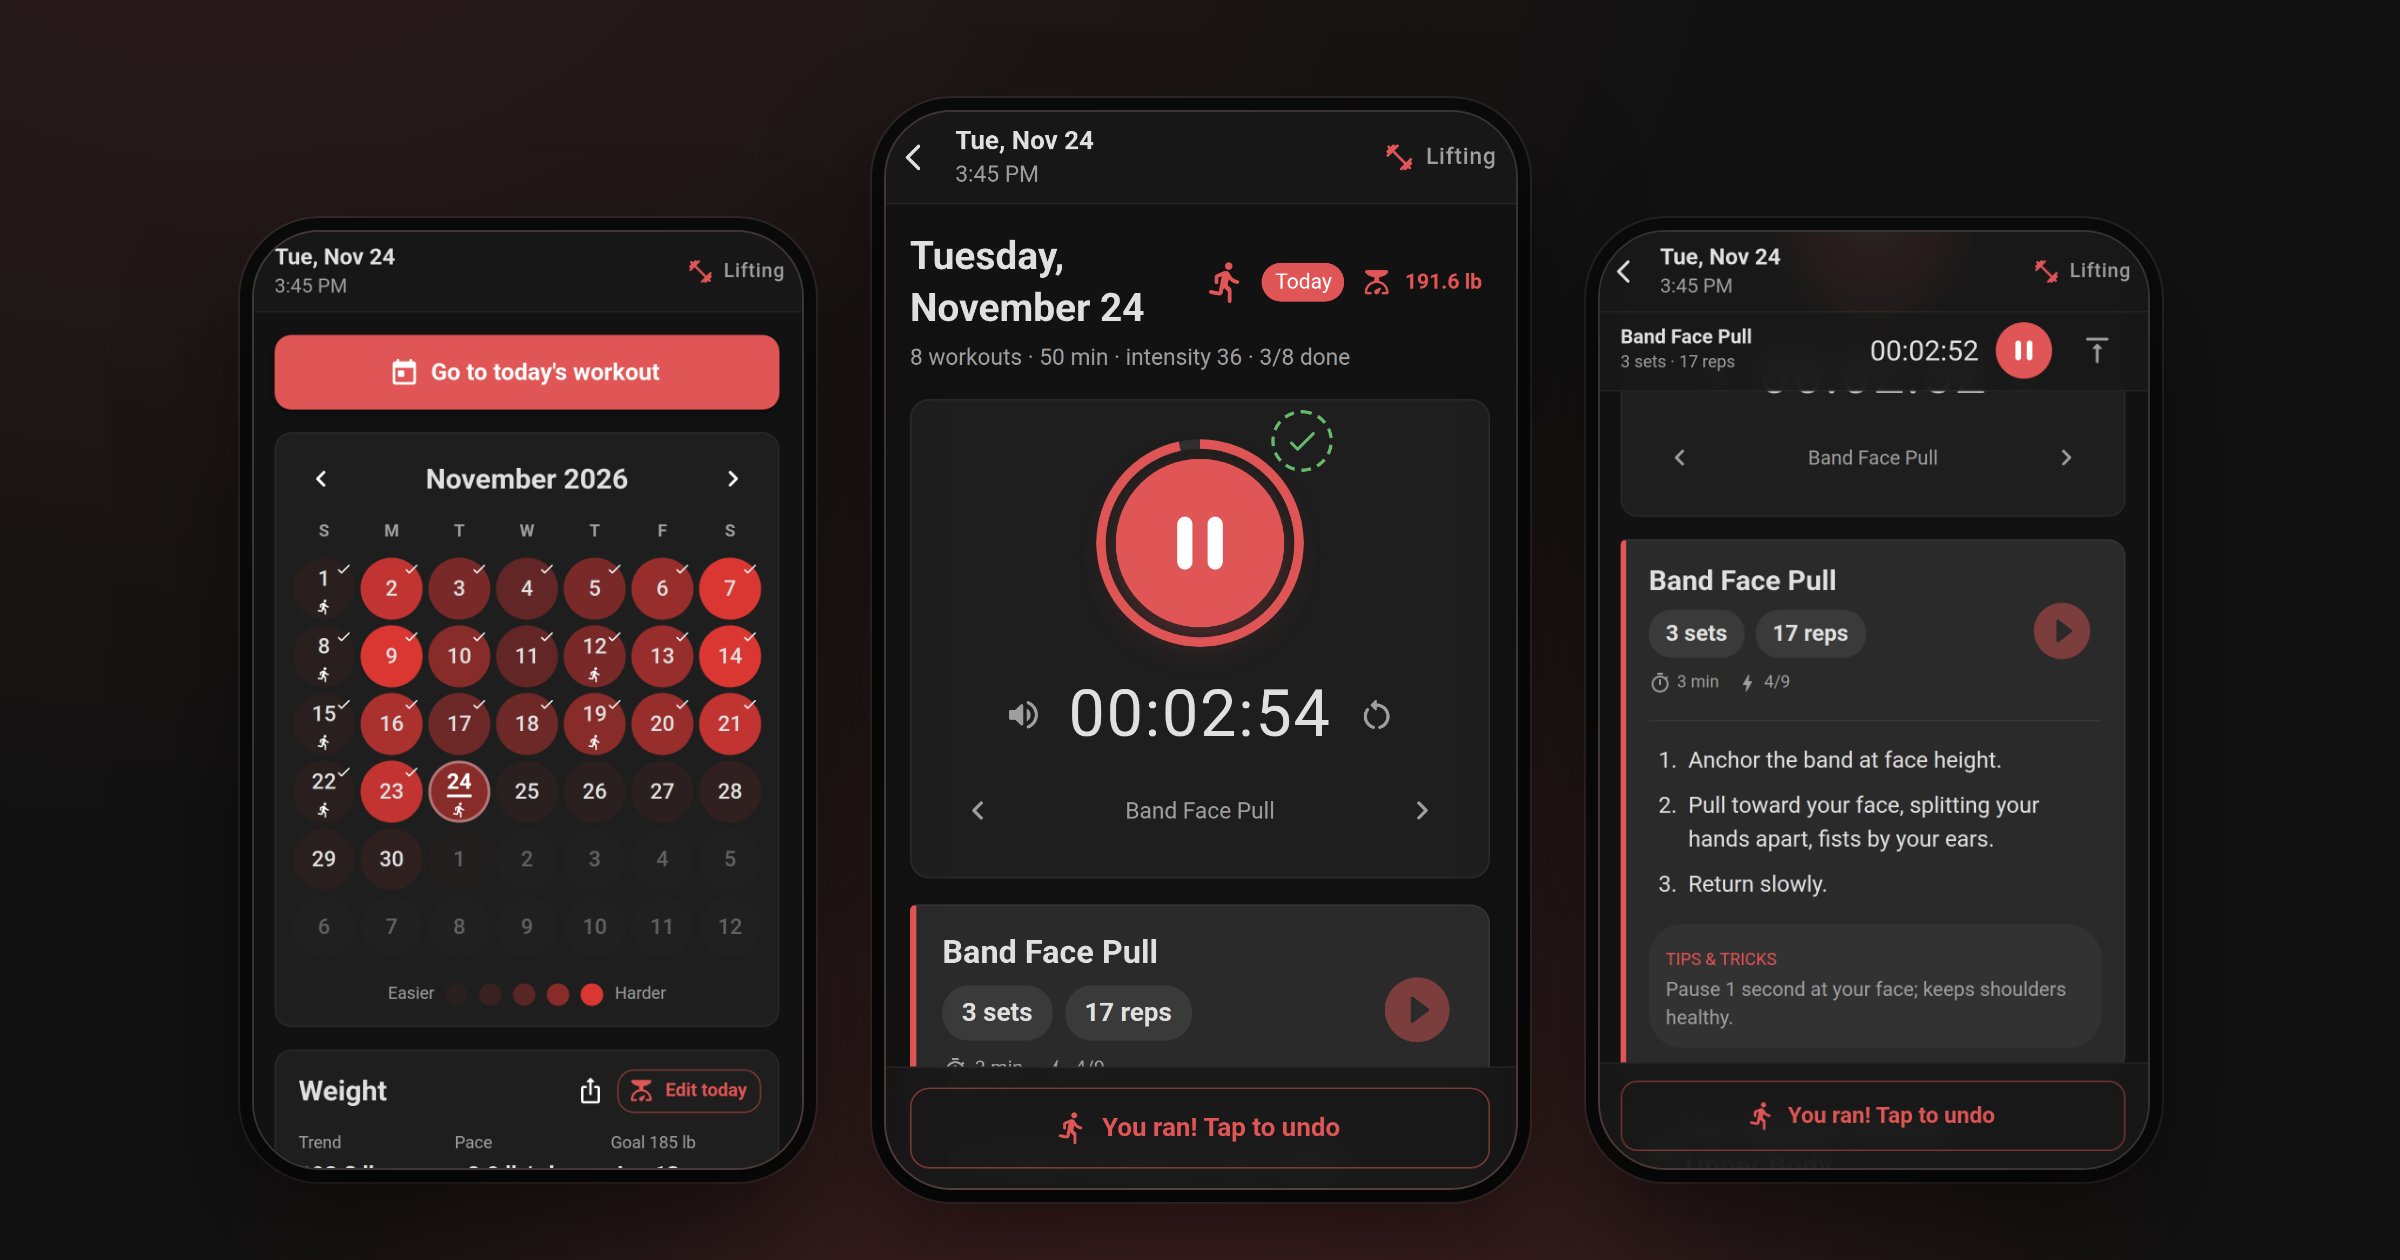 Tue, Nov 24
3:45 PM
Lifting
Go to today's workout
November 2026
S M T W T F S
1 2 3 4 5 6 7
8 9 10 11 12 13 14
15 16 17 18 19 20 21
22 23 24 25 26 27 28
29 30 1 2 3 4 5
6 7 8 9 10 11 12
Easier Harder
Weight
Edit today
Trend Pace Goal 185 lb
Tue, Nov 24
3:45 PM
Lifting
Tuesday,
November 24
Today
191.6 lb
8 workouts · 50 min · intensity 36 · 3/8 done
00:02:54
Band Face Pull
Band Face Pull
3 sets 17 reps
You ran! Tap to undo
Tue, Nov 24
3:45 PM
Lifting
Band Face Pull
3 sets · 17 reps
00:02:52
Band Face Pull
Band Face Pull
3 sets 17 reps
3 min 4/9
1. Anchor the band at face height.
2. Pull toward your face, splitting your
hands apart, fists by your ears.
3. Return slowly.
TIPS & TRICKS
Pause 1 second at your face; keeps shoulders
healthy.
You ran! Tap to undo